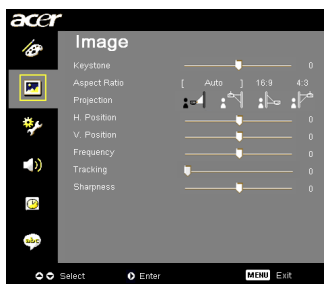 acer
Image
Keystone 0
Aspect Ratio [ Auto ] 16:9 4:3
Projection
H. Position 0
V. Position 0
Frequency 0
Tracking 0
Sharpness 0
abc
Select Enter MENU Exit